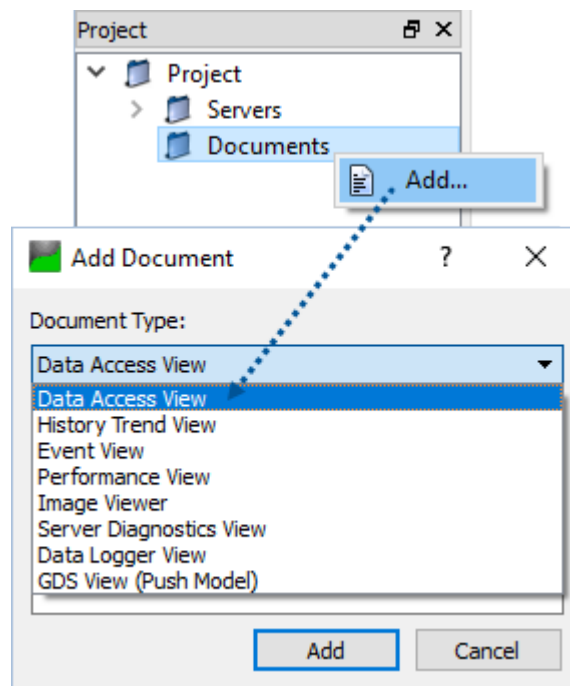 Project
Project
Servers
Documents
Add...
Add Document
Document Type:
Data Access View
Data Access View
History Trend View
Event View
Performance View
Image Viewer
Server Diagnostics View
Data Logger View
GDS View (Push Model)
Add Cancel